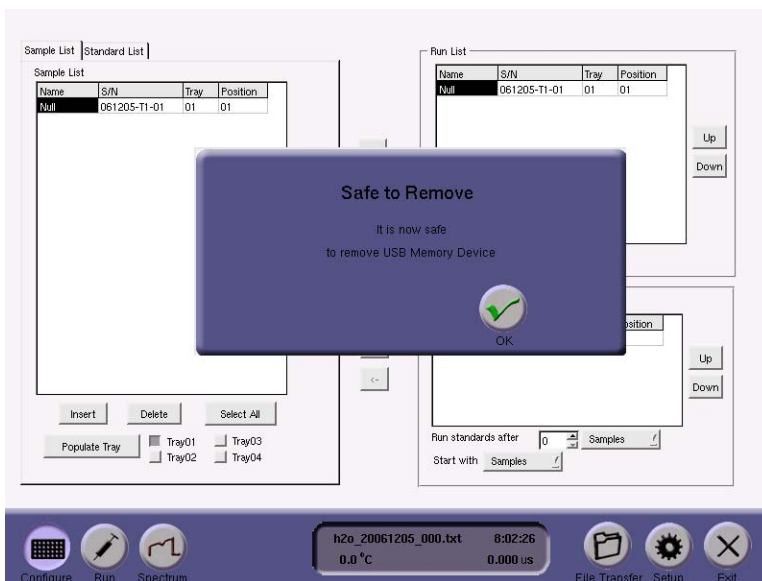 Sample List Standard List
Sample List
Name S/N Tray Position
Null 061205-T1-01 01 01
Insert Delete Select All
Populate Tray Tray01 Tray03
Tray02 Tray04
Run List
Name S/N Tray Position
Null 061205-T1-01 01 01
Up
Down
Safe to Remove
It is now safe
to remove USB Memory Device
OK
<-
Up
Down
Run standards after 0 Samples
Start with Samples
h2o_20061205_000.txt 8:02:26
0.0 °C 0.000 us
Configure Run Spectrum File Transfer Setup Exit